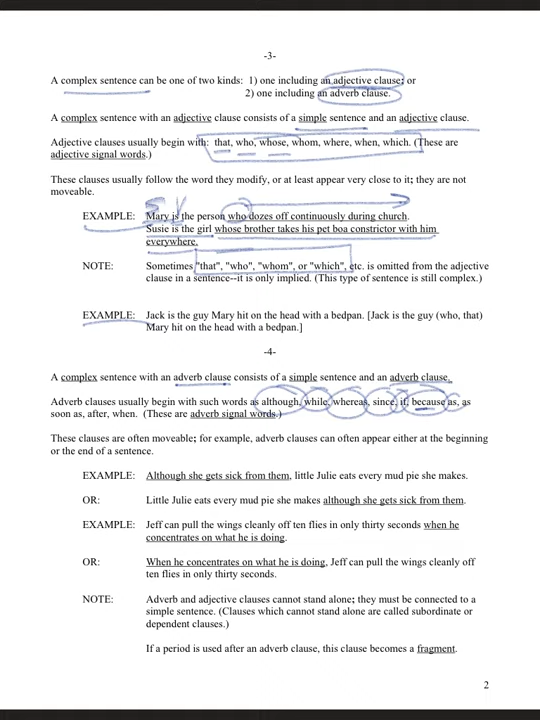 -3-
A complex sentence can be one of two kinds:  1) one including an adjective clause; or
2) one including an adverb clause.
A complex sentence with an adjective clause consists of a simple sentence and an adjective clause.
Adjective clauses usually begin with:  that, who, whose, whom, where, when, which. (These are
adjective signal words.)
These clauses usually follow the word they modify, or at least appear very close to it; they are not
moveable.
EXAMPLE: Mary is the person who dozes off continuously during church.
Susie is the girl whose brother takes his pet boa constrictor with him
everywhere.
NOTE: Sometimes "that", "who", "whom", or "which", etc. is omitted from the adjective
clause in a sentence--it is only implied. (This type of sentence is still complex.)
EXAMPLE: Jack is the guy Mary hit on the head with a bedpan. [Jack is the guy (who, that)
Mary hit on the head with a bedpan.]
-4-
A complex sentence with an adverb clause consists of a simple sentence and an adverb clause.
Adverb clauses usually begin with such words as although, while, whereas, since, if, because as, as
soon as, after, when.  (These are adverb signal words.)
These clauses are often moveable; for example, adverb clauses can often appear either at the beginning
or the end of a sentence.
EXAMPLE: Although she gets sick from them, little Julie eats every mud pie she makes.
OR: Little Julie eats every mud pie she makes although she gets sick from them.
EXAMPLE: Jeff can pull the wings cleanly off ten flies in only thirty seconds when he
concentrates on what he is doing.
OR: When he concentrates on what he is doing, Jeff can pull the wings cleanly off
ten flies in only thirty seconds.
NOTE: Adverb and adjective clauses cannot stand alone; they must be connected to a
simple sentence. (Clauses which cannot stand alone are called subordinate or
dependent clauses.)
If a period is used after an adverb clause, this clause becomes a fragment.
2